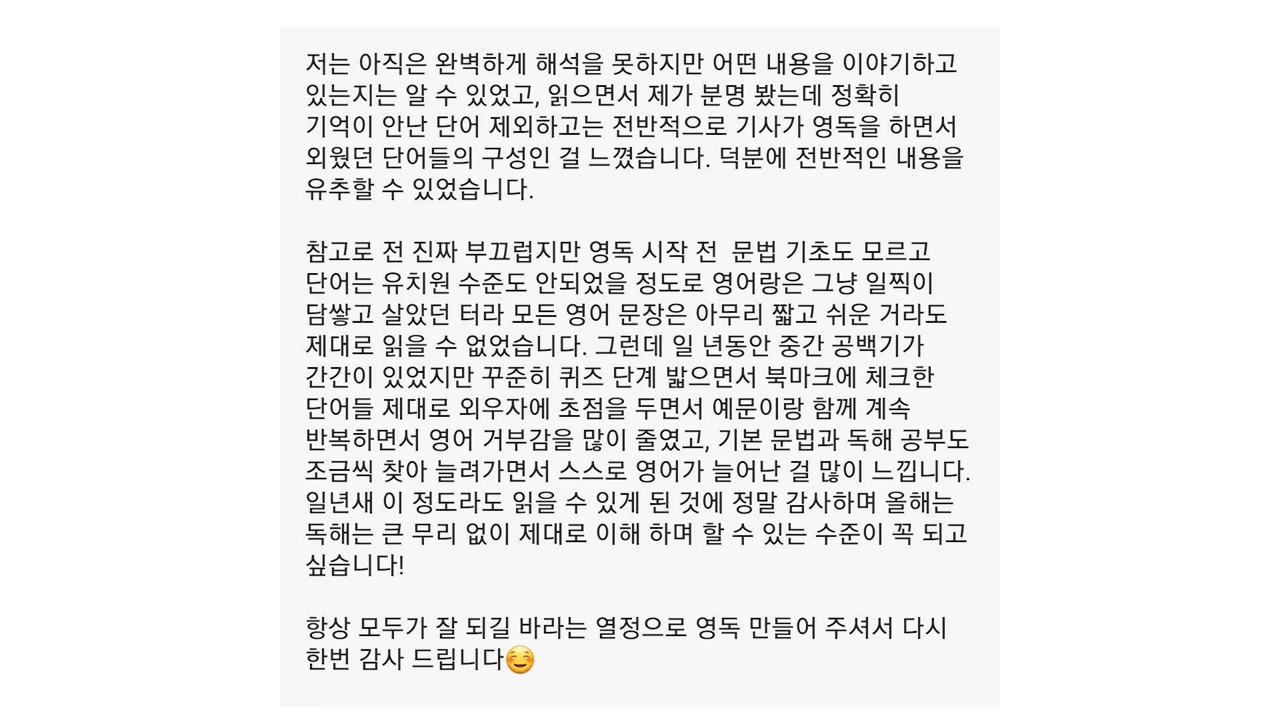 저는 아직은 완벽하게 해석을 못하지만 어떤 내용을 이야기하고
있는지는 알 수 있었고, 읽으면서 제가 분명 봤는데 정확히
기억이 안난 단어 제외하고는 전반적으로 기사가 영독을 하면서
외웠던 단어들의 구성인 걸 느꼈습니다. 덕분에 전반적인 내용을
유추할 수 있었습니다.

참고로 전 진짜 부끄럽지만 영독 시작 전  문법 기초도 모르고
단어는 유치원 수준도 안되었을 정도로 영어랑은 그냥 일찍이
담쌓고 살았던 터라 모든 영어 문장은 아무리 짧고 쉬운 거라도
제대로 읽을 수 없었습니다. 그런데 일 년동안 중간 공백기가
간간이 있었지만 꾸준히 퀴즈 단계 밟으면서 북마크에 체크한
단어들 제대로 외우자에 초점을 두면서 예문이랑 함께 계속
반복하면서 영어 거부감을 많이 줄였고, 기본 문법과 독해 공부도
조금씩 찾아 늘려가면서 스스로 영어가 늘어난 걸 많이 느낍니다.
일년새 이 정도라도 읽을 수 있게 된 것에 정말 감사하며 올해는
독해는 큰 무리 없이 제대로 이해 하며 할 수 있는 수준이 꼭 되고
싶습니다!

항상 모두가 잘 되길 바라는 열정으로 영독 만들어 주셔서 다시
한번 감사 드립니다☺️